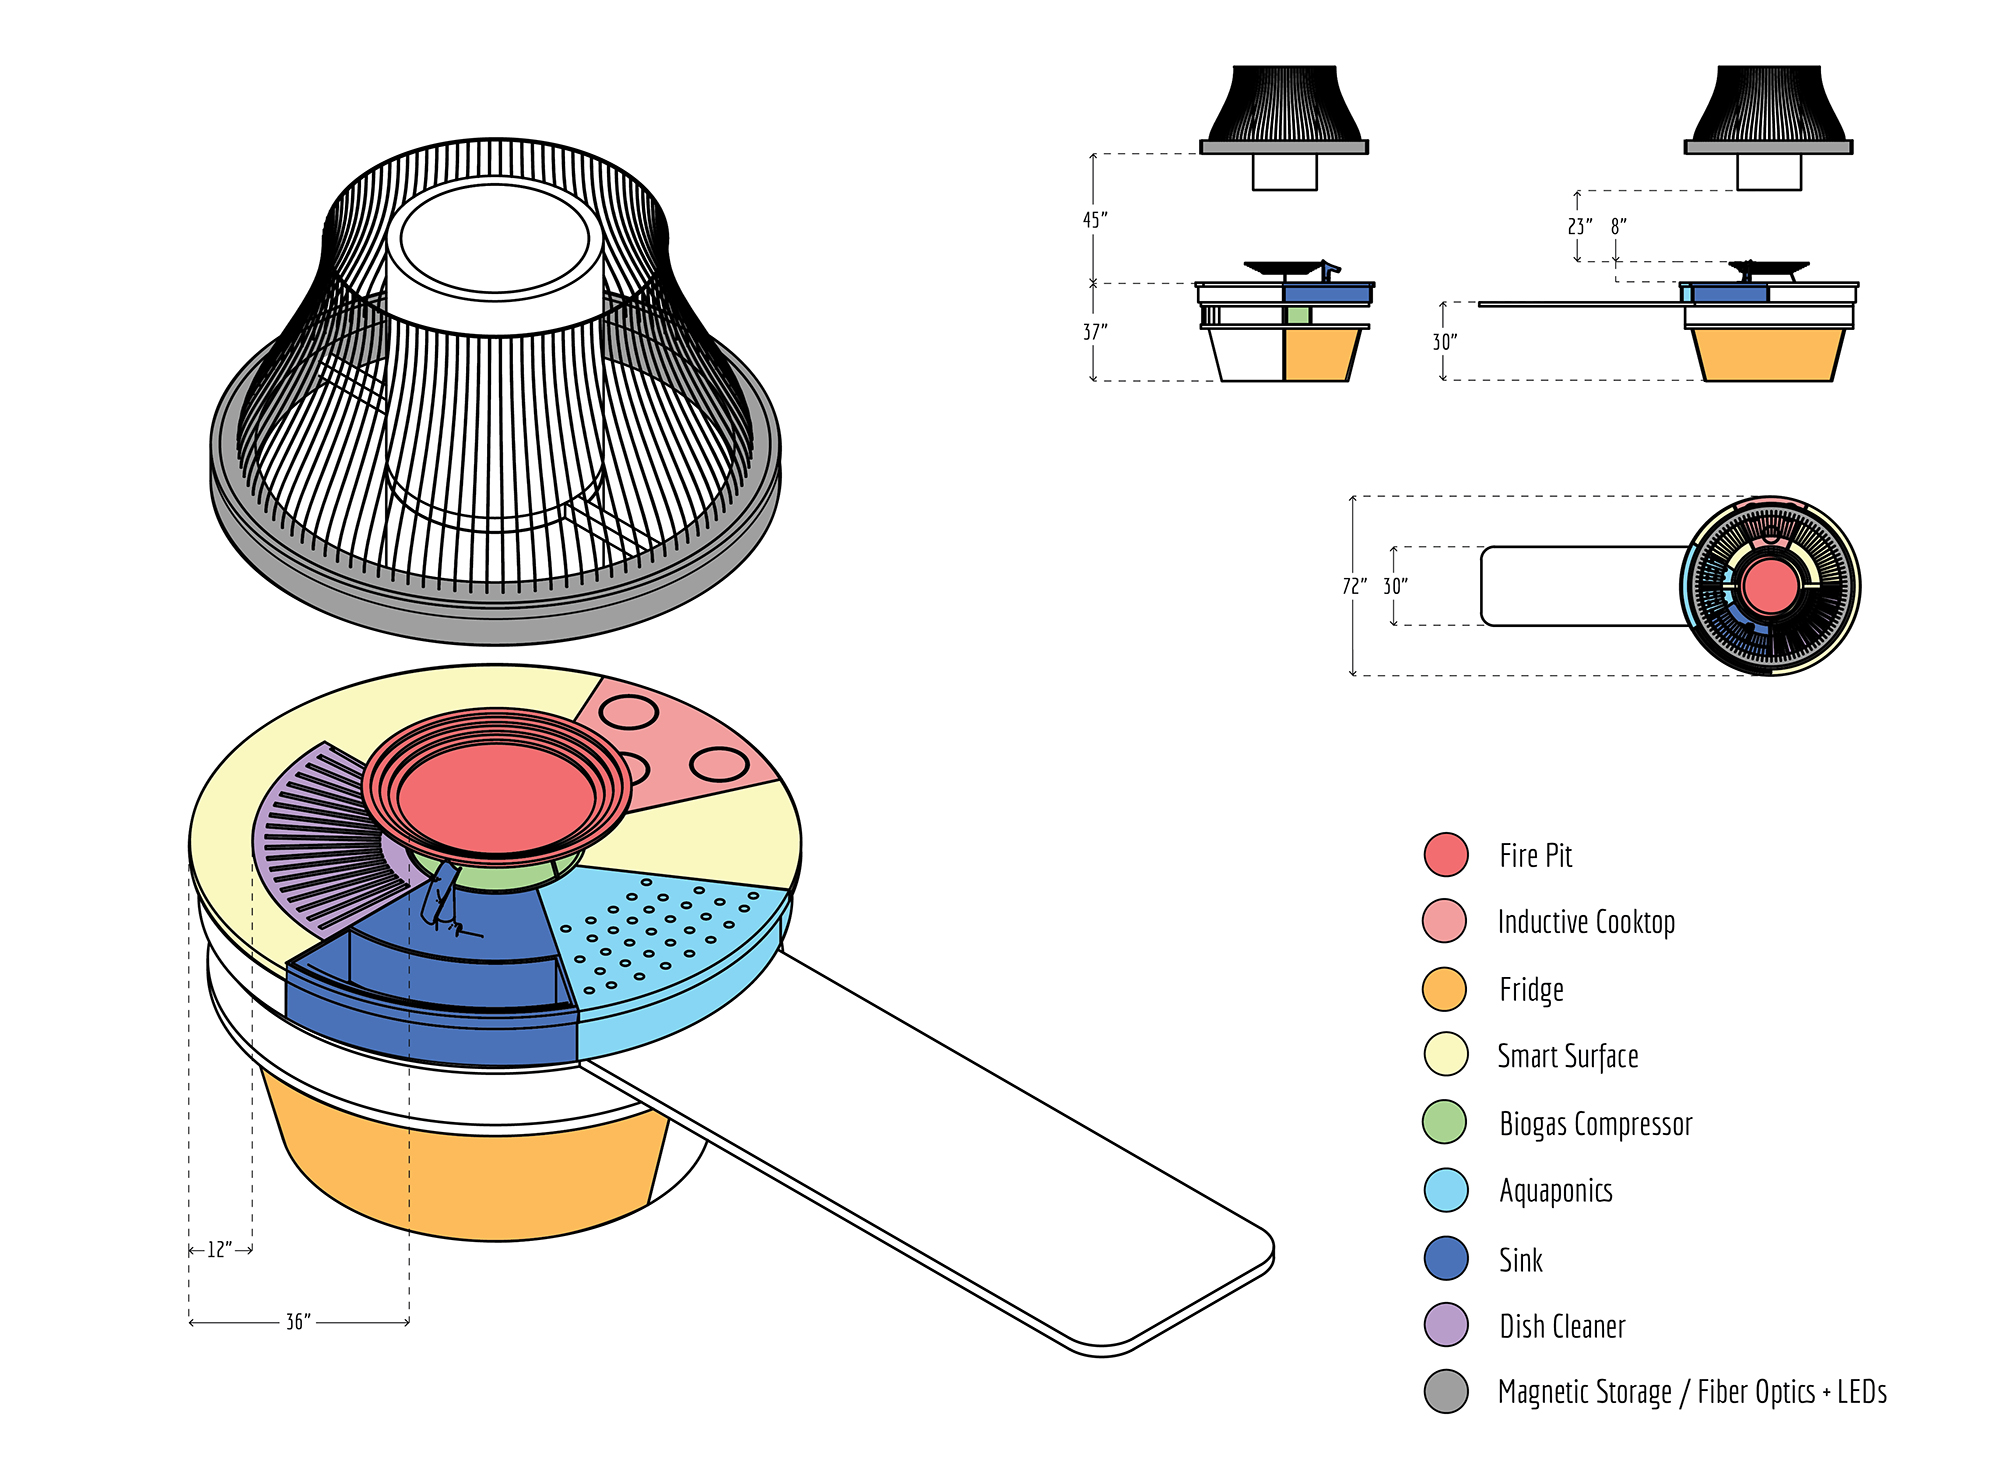 45”
37”
23”
8”
30”
72”
30”
12”
36”
Fire Pit
Inductive Cooktop
Fridge
Smart Surface
Biogas Compressor
Aquaponics
Sink
Dish Cleaner
Magnetic Storage / Fiber Optics + LEDs